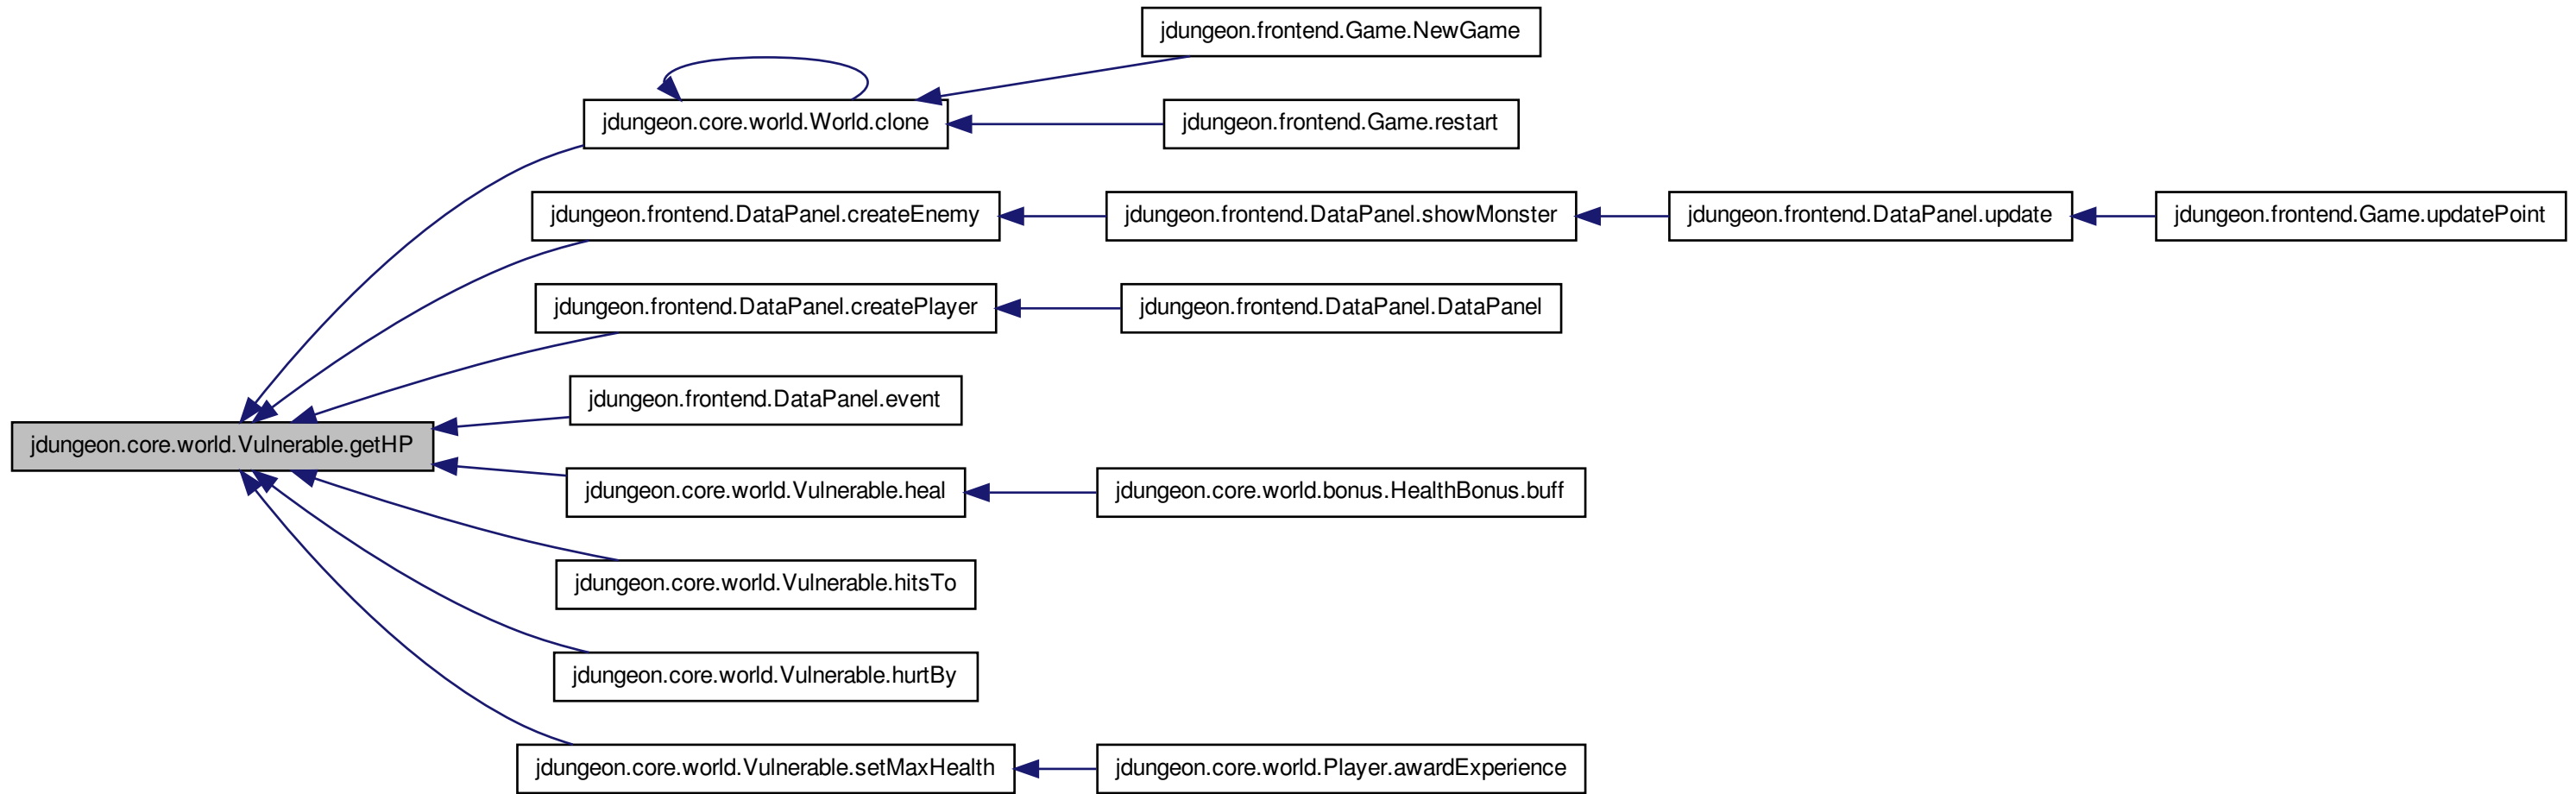 jdungeon.frontend.Game.NewGame
jdungeon.core.world.World.clone
jdungeon.frontend.Game.restart
jdungeon.frontend.DataPanel.createEnemy
jdungeon.frontend.DataPanel.showMonster
jdungeon.frontend.DataPanel.update
jdungeon.frontend.Game.updatePoint
jdungeon.frontend.DataPanel.createPlayer
jdungeon.frontend.DataPanel.DataPanel
jdungeon.frontend.DataPanel.event
jdungeon.core.world.Vulnerable.getHP
jdungeon.core.world.Vulnerable.heal
jdungeon.core.world.bonus.HealthBonus.buff
jdungeon.core.world.Vulnerable.hitsTo
jdungeon.core.world.Vulnerable.hurtBy
jdungeon.core.world.Vulnerable.setMaxHealth
jdungeon.core.world.Player.awardExperience